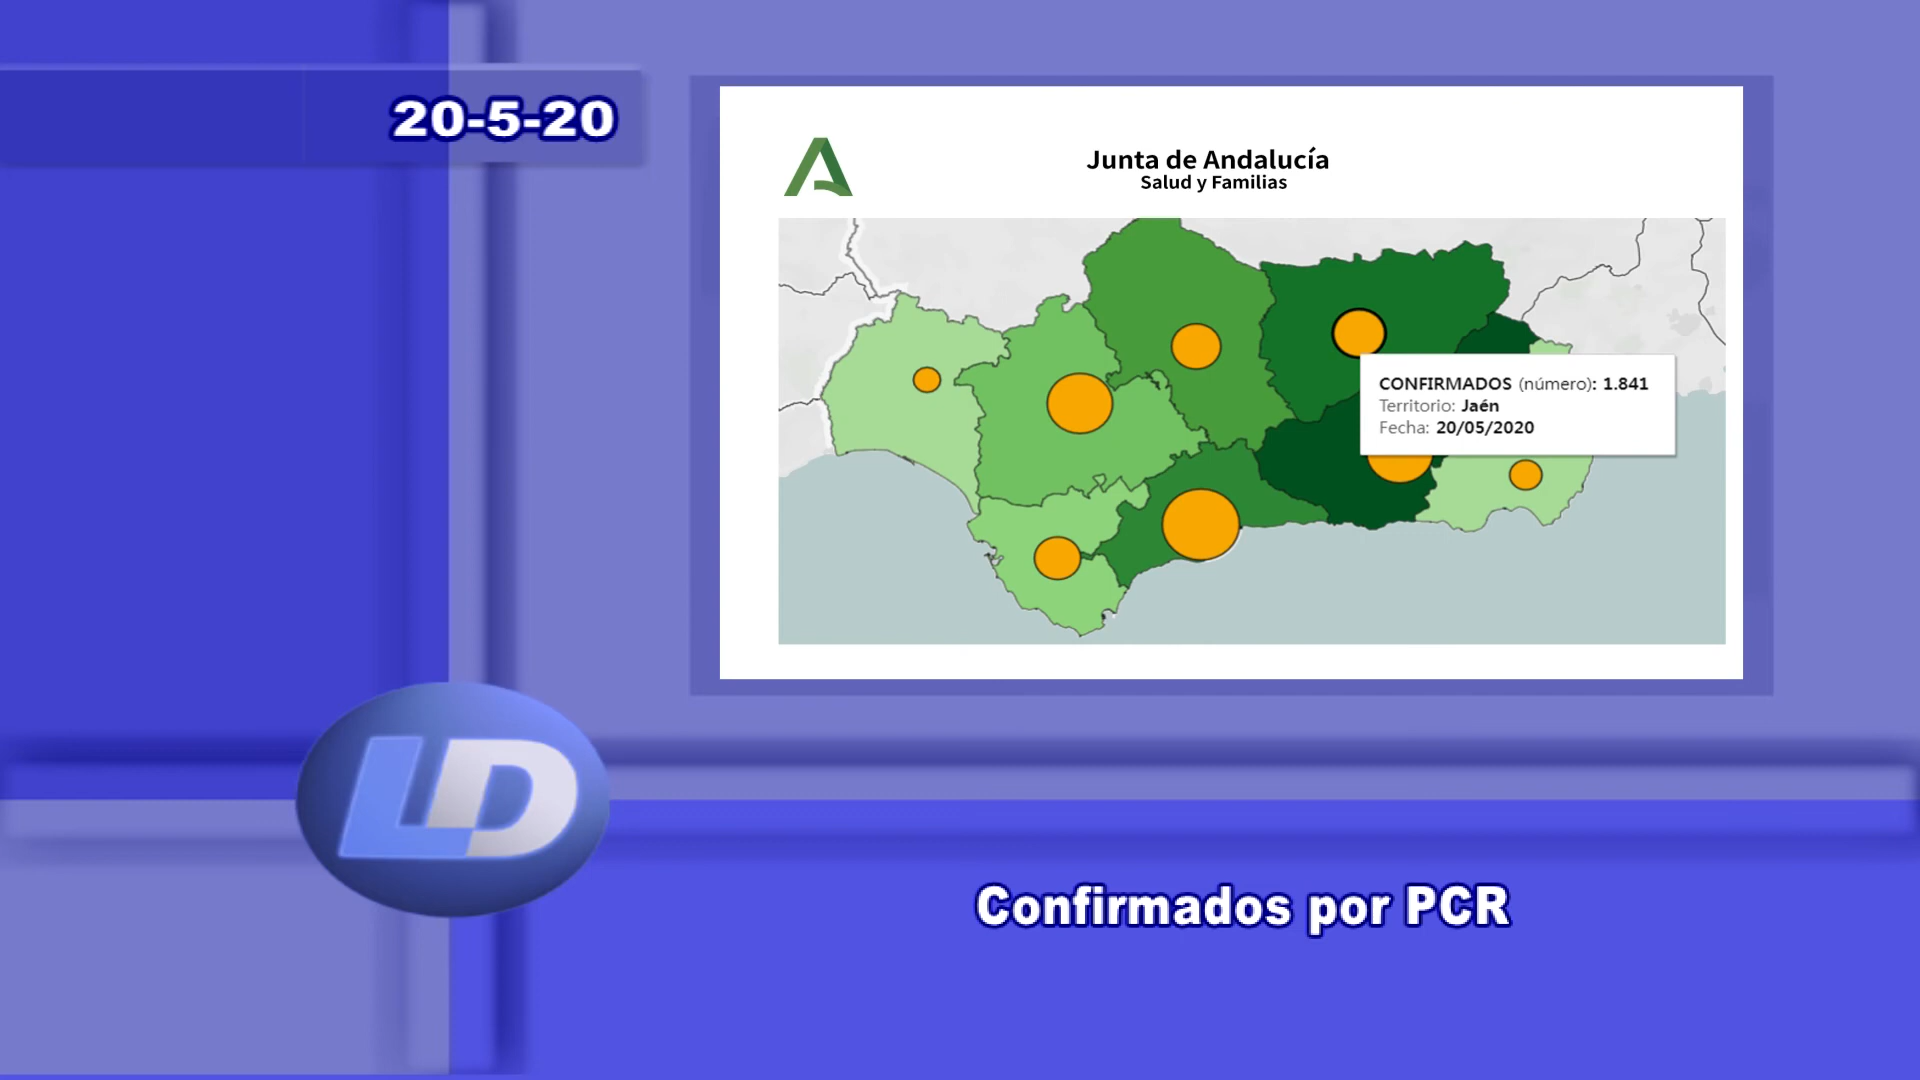 20-5-20
Junta de Andalucía
Salud y Familias
CONFIRMADOS (número): 1.841
Territorio: Jaén
Fecha: 20/05/2020
LD
Confirmados por PCR